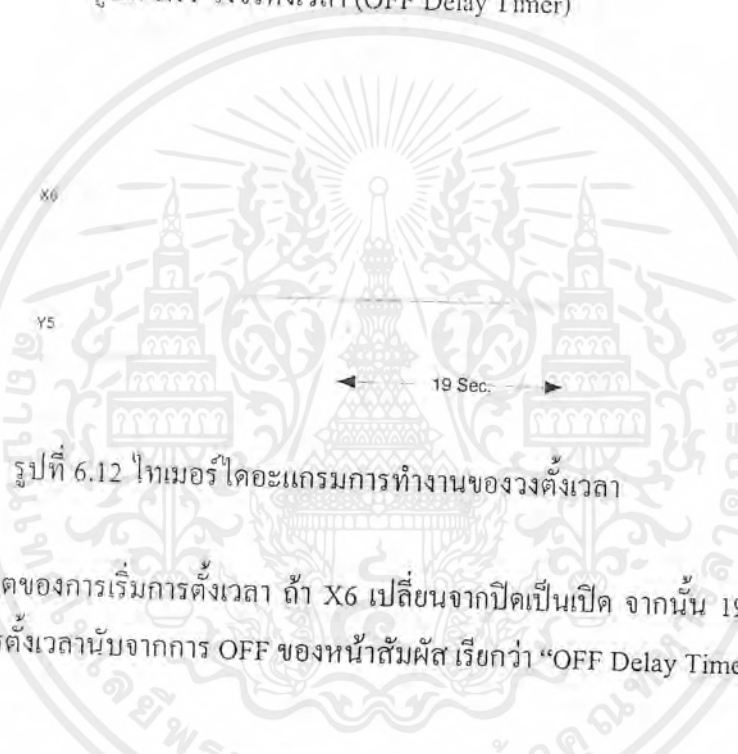 (OFF Delay Timer)
X6
Y5
19 Sec.
รูปที่ 6.12 ไทเมอร์ไดอะแกรมการทำงานของวงตั้งเวลา
ของการเริ่มการตั้งเวลา ถ้า X6 เปลี่ยนจากปิดเป็นเปิด จากนั้น 19
ตั้งเวลานับจากการ OFF ของหน้าสัมผัส เรียกว่า “OFF Delay Time